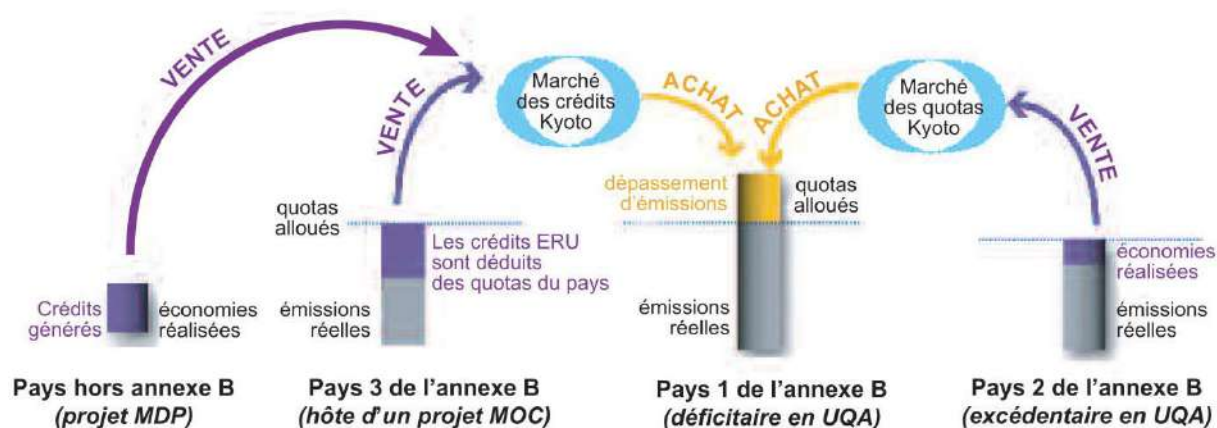 VENTE
VENTE
Marché
des crédits
Kyoto
ACHAT
ACHAT
Marché
des quotas
Kyoto
VENTE
quotas
alloués
Les crédits ERU
sont déduits
des quotas du pays
émissions
réelles
Crédits
générés
économies
réalisées
dépassement
d'émissions
quotas
alloués
émissions
réelles
économies
réalisées
émissions
réelles
Pays hors annexe B
(projet MDP)
Pays 3 de l'annexe B
(hôte d'un projet MOC)
Pays 1 de l'annexe B
(déficitaire en UQA)
Pays 2 de l'annexe B
(excédentaire en UQA)